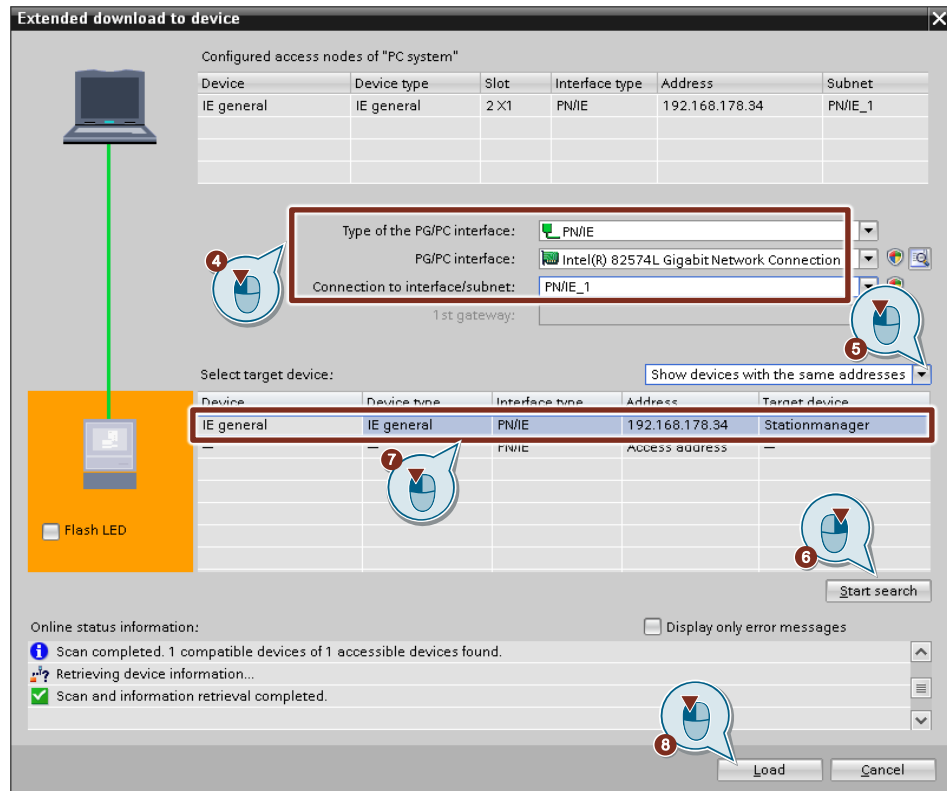 Extended download to device
Configured access nodes of "PC system"
Device Device type Slot Interface type Address Subnet
IE general IE general 2 X1 PN/IE 192.168.178.34 PN/IE_1
Type of the PG/PC interface: PN/IE
4
PG/PC interface: Intel(R) 82574L Gigabit Network Connection
Connection to interface/subnet: PN/IE_1
1st gateway:
5
Select target device: Show devices with the same addresses
Device Device type Interface type Address Target device
IE general IE general PN/IE 192.168.178.34 Stationmanager
— — PN/IE Access address —
7
Flash LED
6
Start search
Online status information: Display only error messages
Scan completed. 1 compatible devices of 1 accessible devices found.
Retrieving device information...
Scan and information retrieval completed.
8
Load Cancel